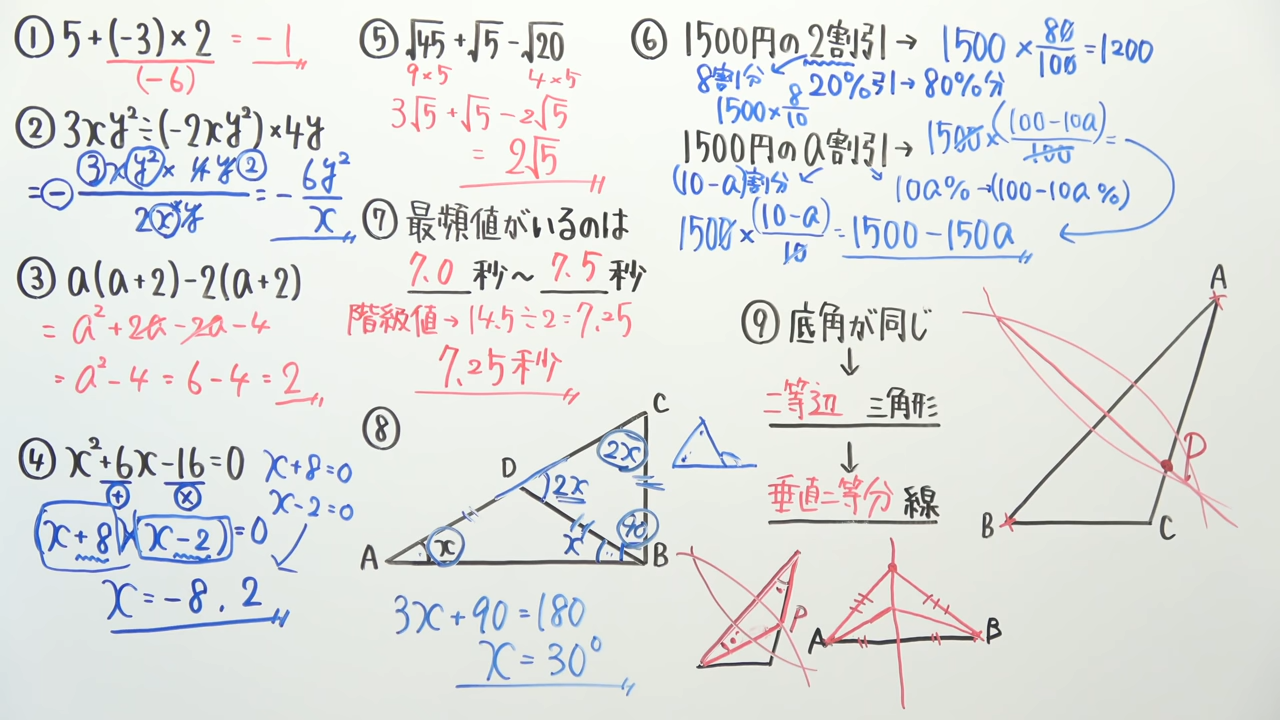 ① 5+(-3)×2 = -1
(-6)
② 3xy²÷(-2xy²)×4y
= - 3x y² × 4y 2 / 2x × y = - 6y²/x
③ a(a+2)-2(a+2)
= a²+2a-2a-4
= a²-4 = 6-4 = 2
④ x²+6x-16=0
+ ×
x+8=0
x-2=0
(x+8)(x-2)=0
x=-8, 2
⑤ √45+√5-√20
9×5 4×5
3√5+√5-2√5
= 2√5
⑦ 最頻値がいるのは
7.0 秒〜 7.5 秒
階級値→14.5÷2=7.25
7.25秒
⑧
A B C D
x 2x 2x 90 x
3x+90=180
x=30°
⑥ 1500円の2割引→ 1500×80/100=1200
8割分 20%引→80%分
1500×8/10
1500円のa割引→ 1500×(100-10a)/100=
(10-a)割分 10a%→(100-10a%)
1500×(10-a)/10=1500-150a
⑨ 底角が同じ
↓
二等辺 三角形
↓
垂直二等分 線
A
B C P
P
A B